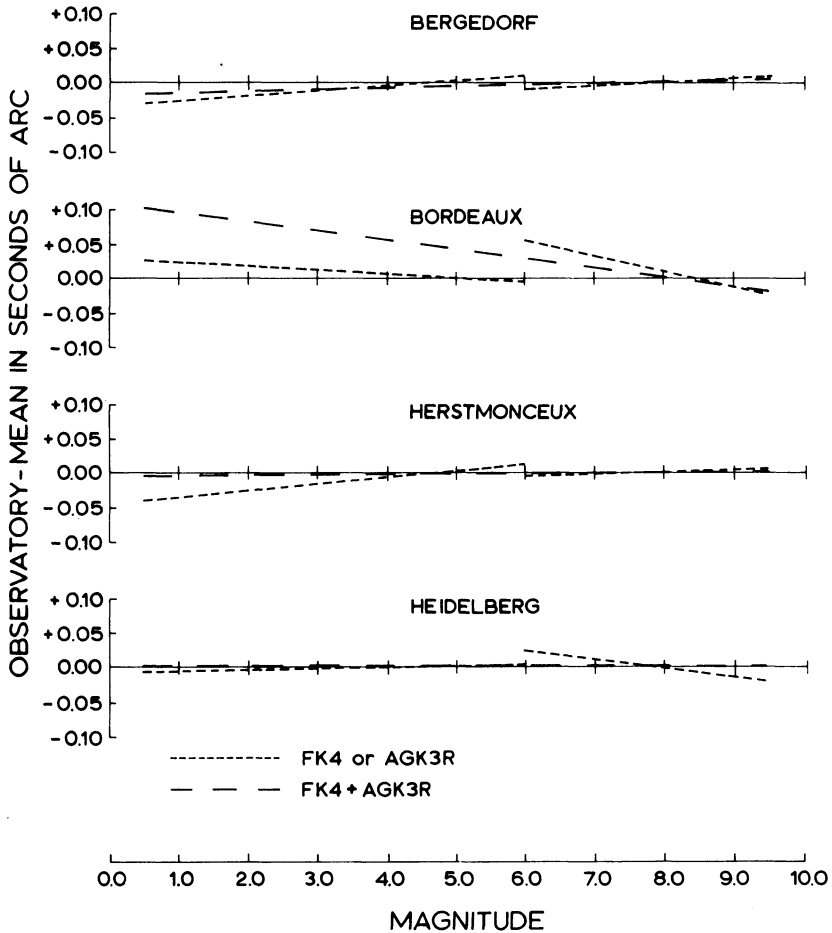 OBSERVATORY-MEAN IN SECONDS OF ARC
BERGEDORF
+0.10
+0.05
0.00
-0.05
-0.10
BORDEAUX
+0.10
+0.05
0.00
-0.05
-0.10
HERSTMONCEUX
+0.10
+0.05
0.00
-0.05
-0.10
HEIDELBERG
+0.10
+0.05
0.00
-0.05
-0.10
FK4 or AGK3R
FK4 + AGK3R
0.0 1.0 2.0 3.0 4.0 5.0 6.0 7.0 8.0 9.0 10.0
MAGNITUDE